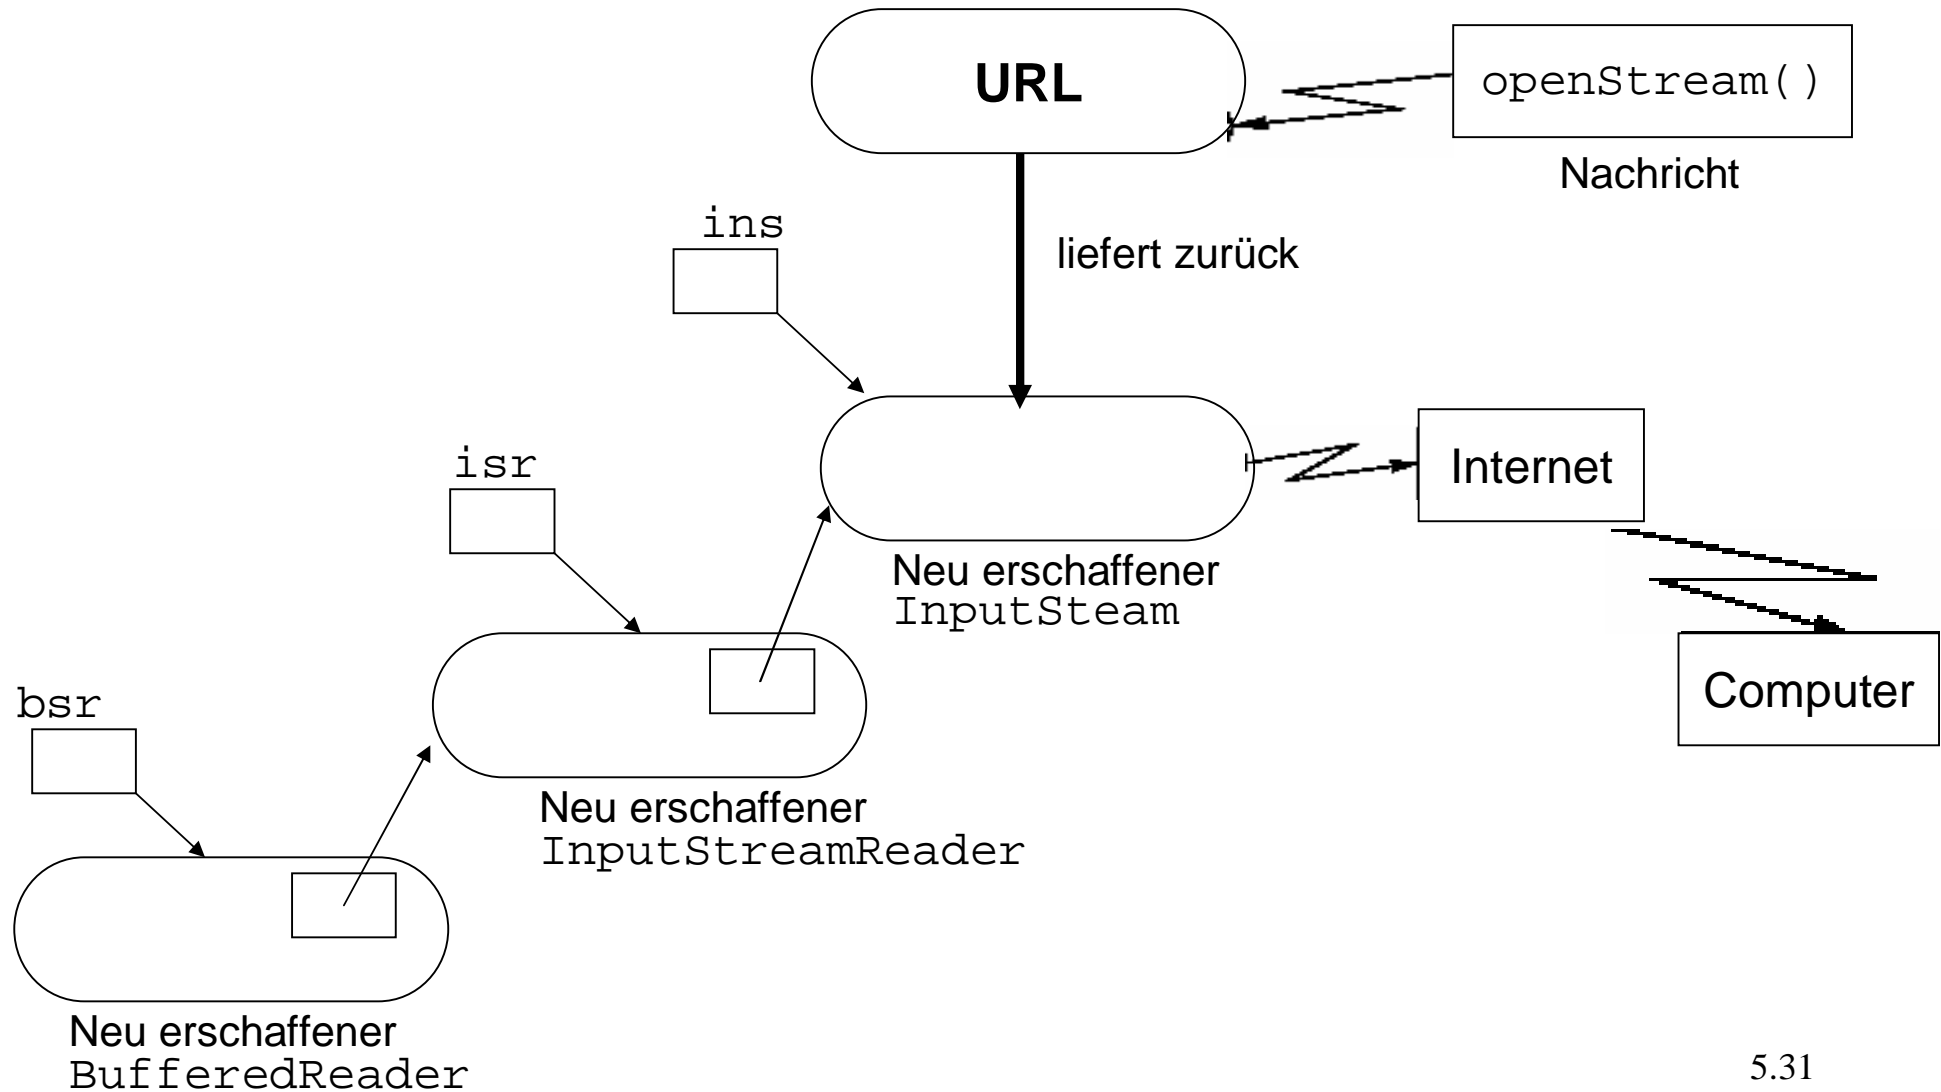 URL
openStream()
Nachricht
ins
liefert zurück
isr
Internet
Neu erschaffener
InputSteam
Computer
bsr
Neu erschaffener
InputStreamReader
Neu erschaffener
BufferedReader
5.31